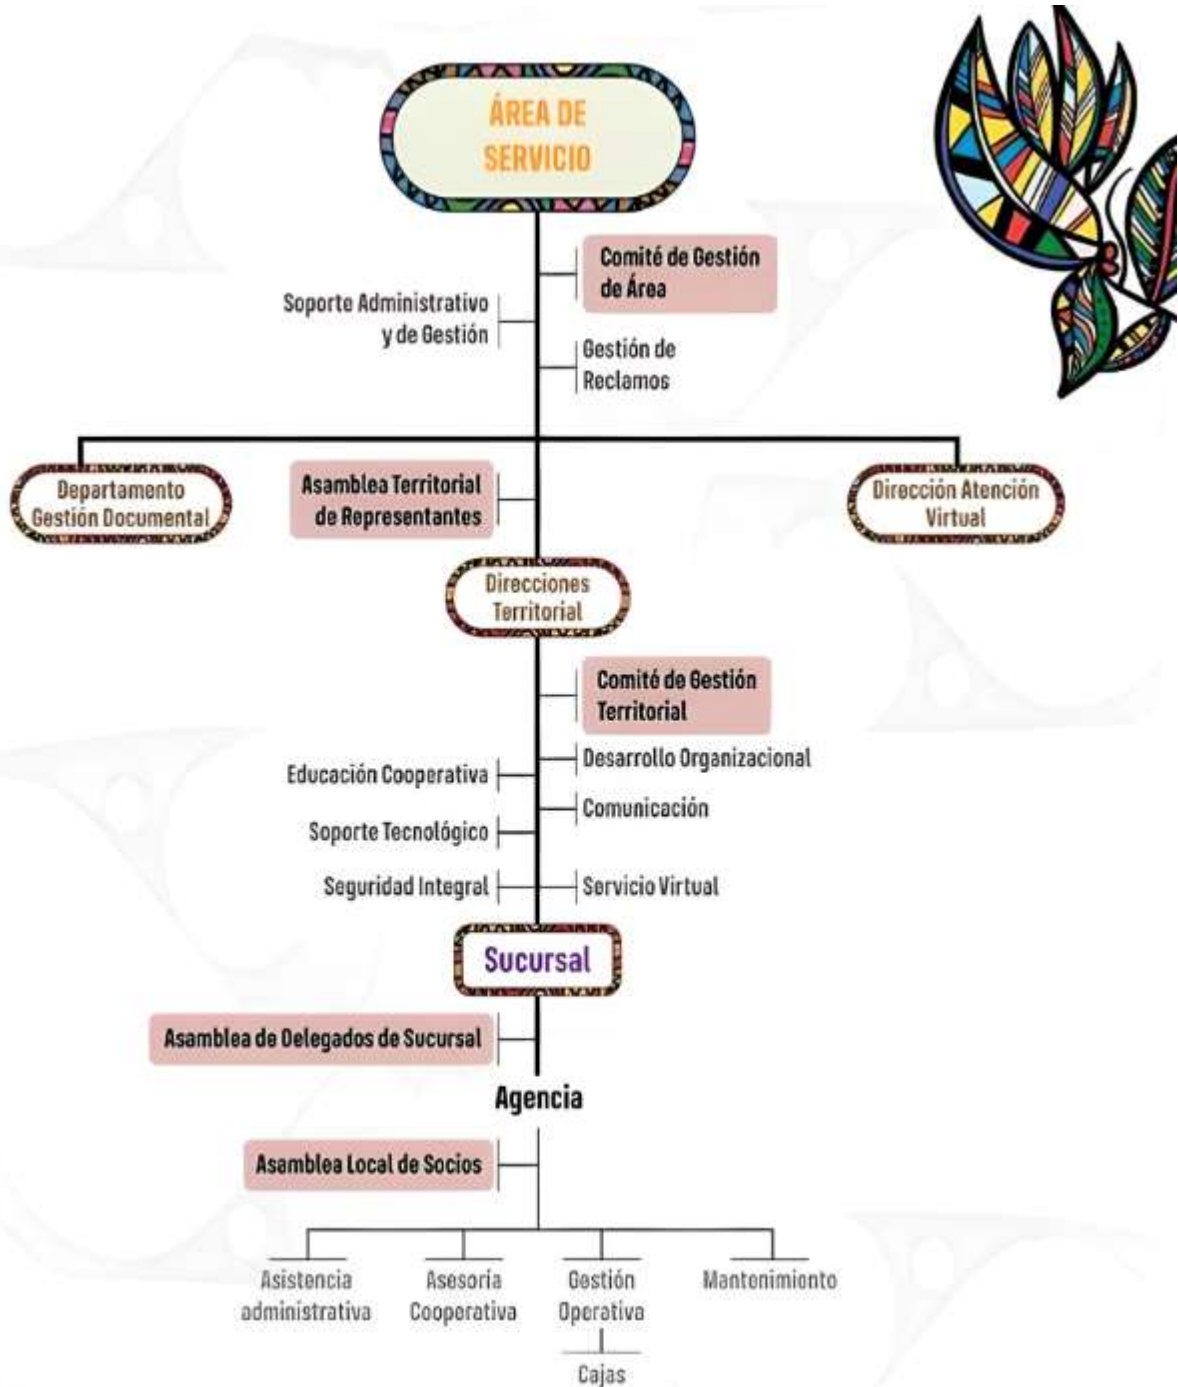 ÁREA DE
SERVICIO
Comité de Gestión
de Área
Soporte Administrativo
y de Gestión
Gestión de
Reclamos
Departamento
Gestión Documental
Asamblea Territorial
de Representantes
Dirección Atención
Virtual
Direcciones
Territorial
Comité de Gestión
Territorial
Desarrollo Organizacional
Educación Cooperativa
Comunicación
Soporte Tecnológico
Seguridad Integral
Servicio Virtual
Sucursal
Asamblea de Delegados de Sucursal
Agencia
Asamblea Local de Socios
Asistencia
administrativa
Asesoría
Cooperativa
Gestión
Operativa
Mantenimiento
Cajas